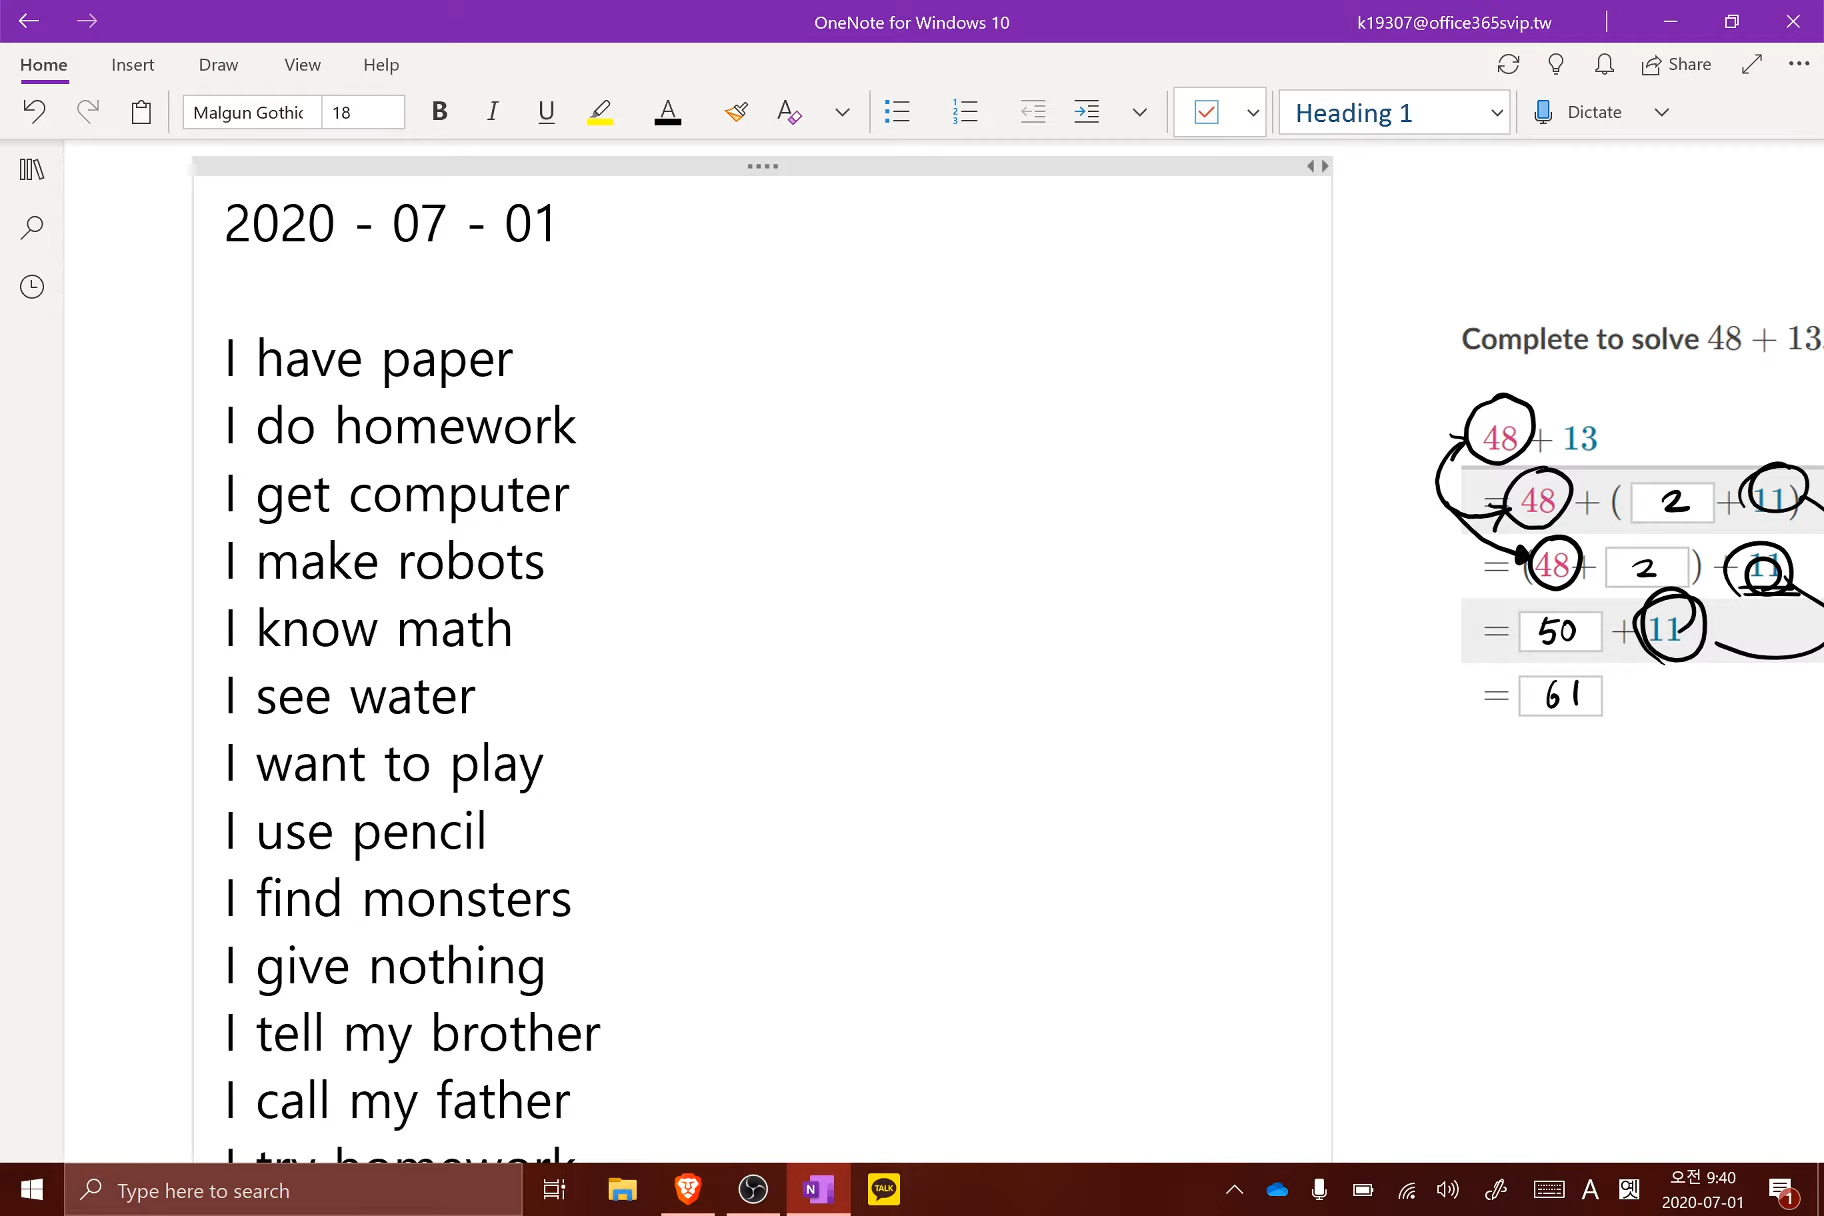 OneNote for Windows 10
k19307@office365svip.tw
Home Insert Draw View Help
Share
Malgun Gothic 18
B I U A A
Heading 1
Dictate
2020 - 07 - 01
I have paper
I do homework
I get computer
I make robots
I know math
I see water
I want to play
I use pencil
I find monsters
I give nothing
I tell my brother
I call my father
I try homework
Complete to solve 48 + 13.
48 + 13
= 48 + ( 2 + 11)
= (48 + 2 ) + 11
= 50 + 11
= 61
Type here to search
N
TALK
A
오전 9:40
2020-07-01
1